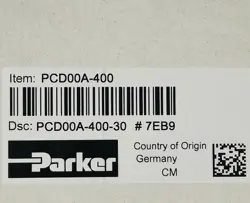 Item: PCD00A-400
Dsc: PCD00A-400-30 # 7EB9
Parker
Country of Origin
Germany
CM